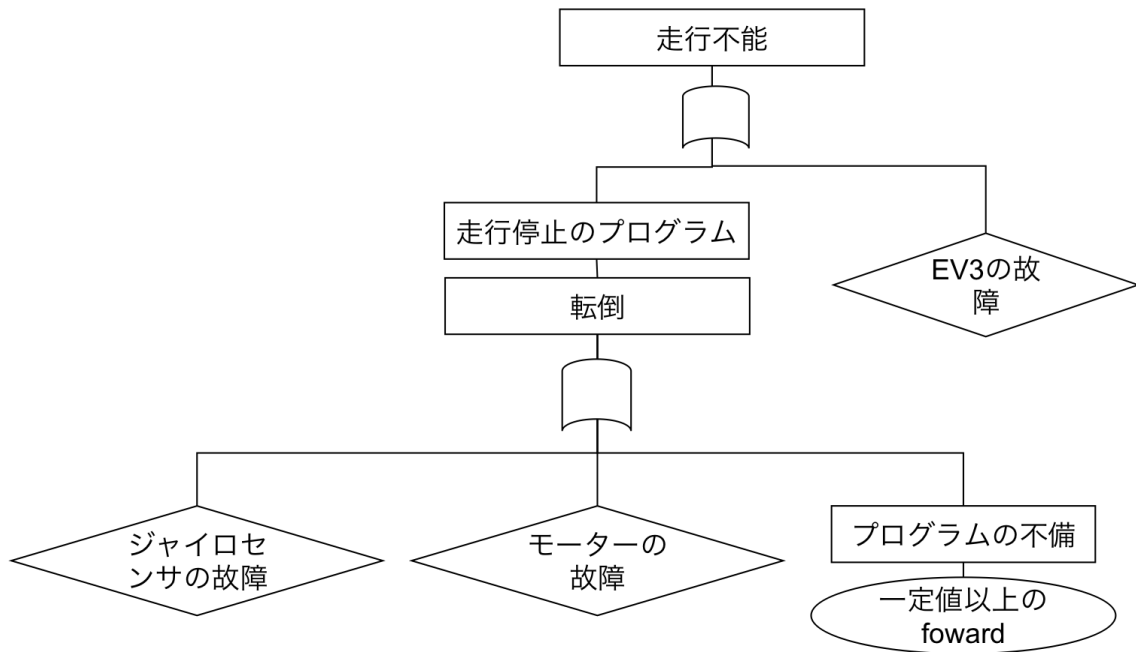 走行不能
走行停止のプログラム
EV3の故
障
転倒
ジャイロセ
ンサの故障
モーターの
故障
プログラムの不備
一定値以上の
foward